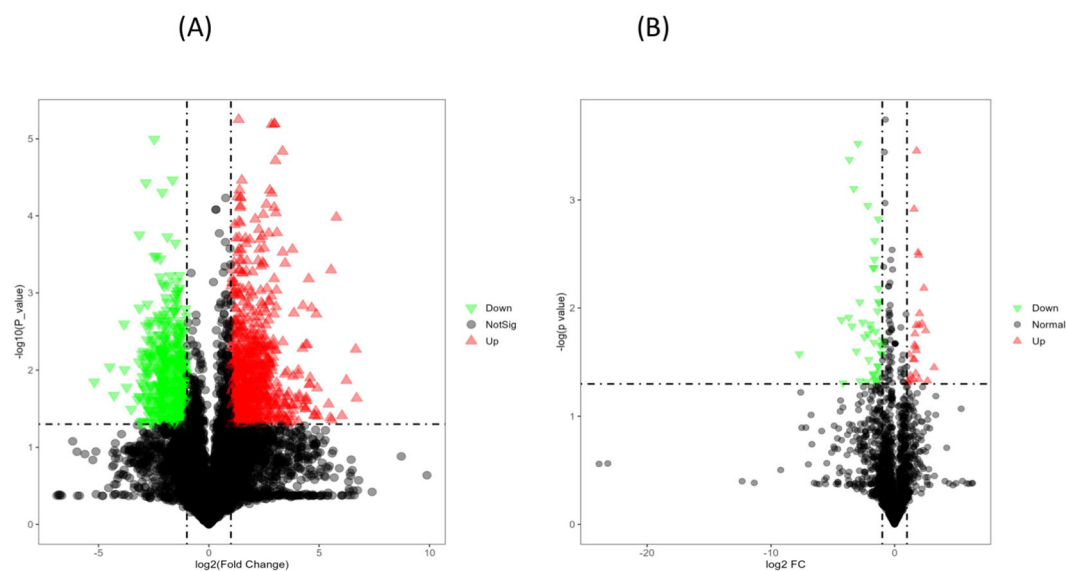 (A)
(B)
5
4
3
2
1
0
-log10(P_value)
-5
0
5
10
log2(Fold Change)
Down
NotSig
Up
3
2
1
0
-log(p value)
-20
-10
0
log2 FC
Down
Normal
Up